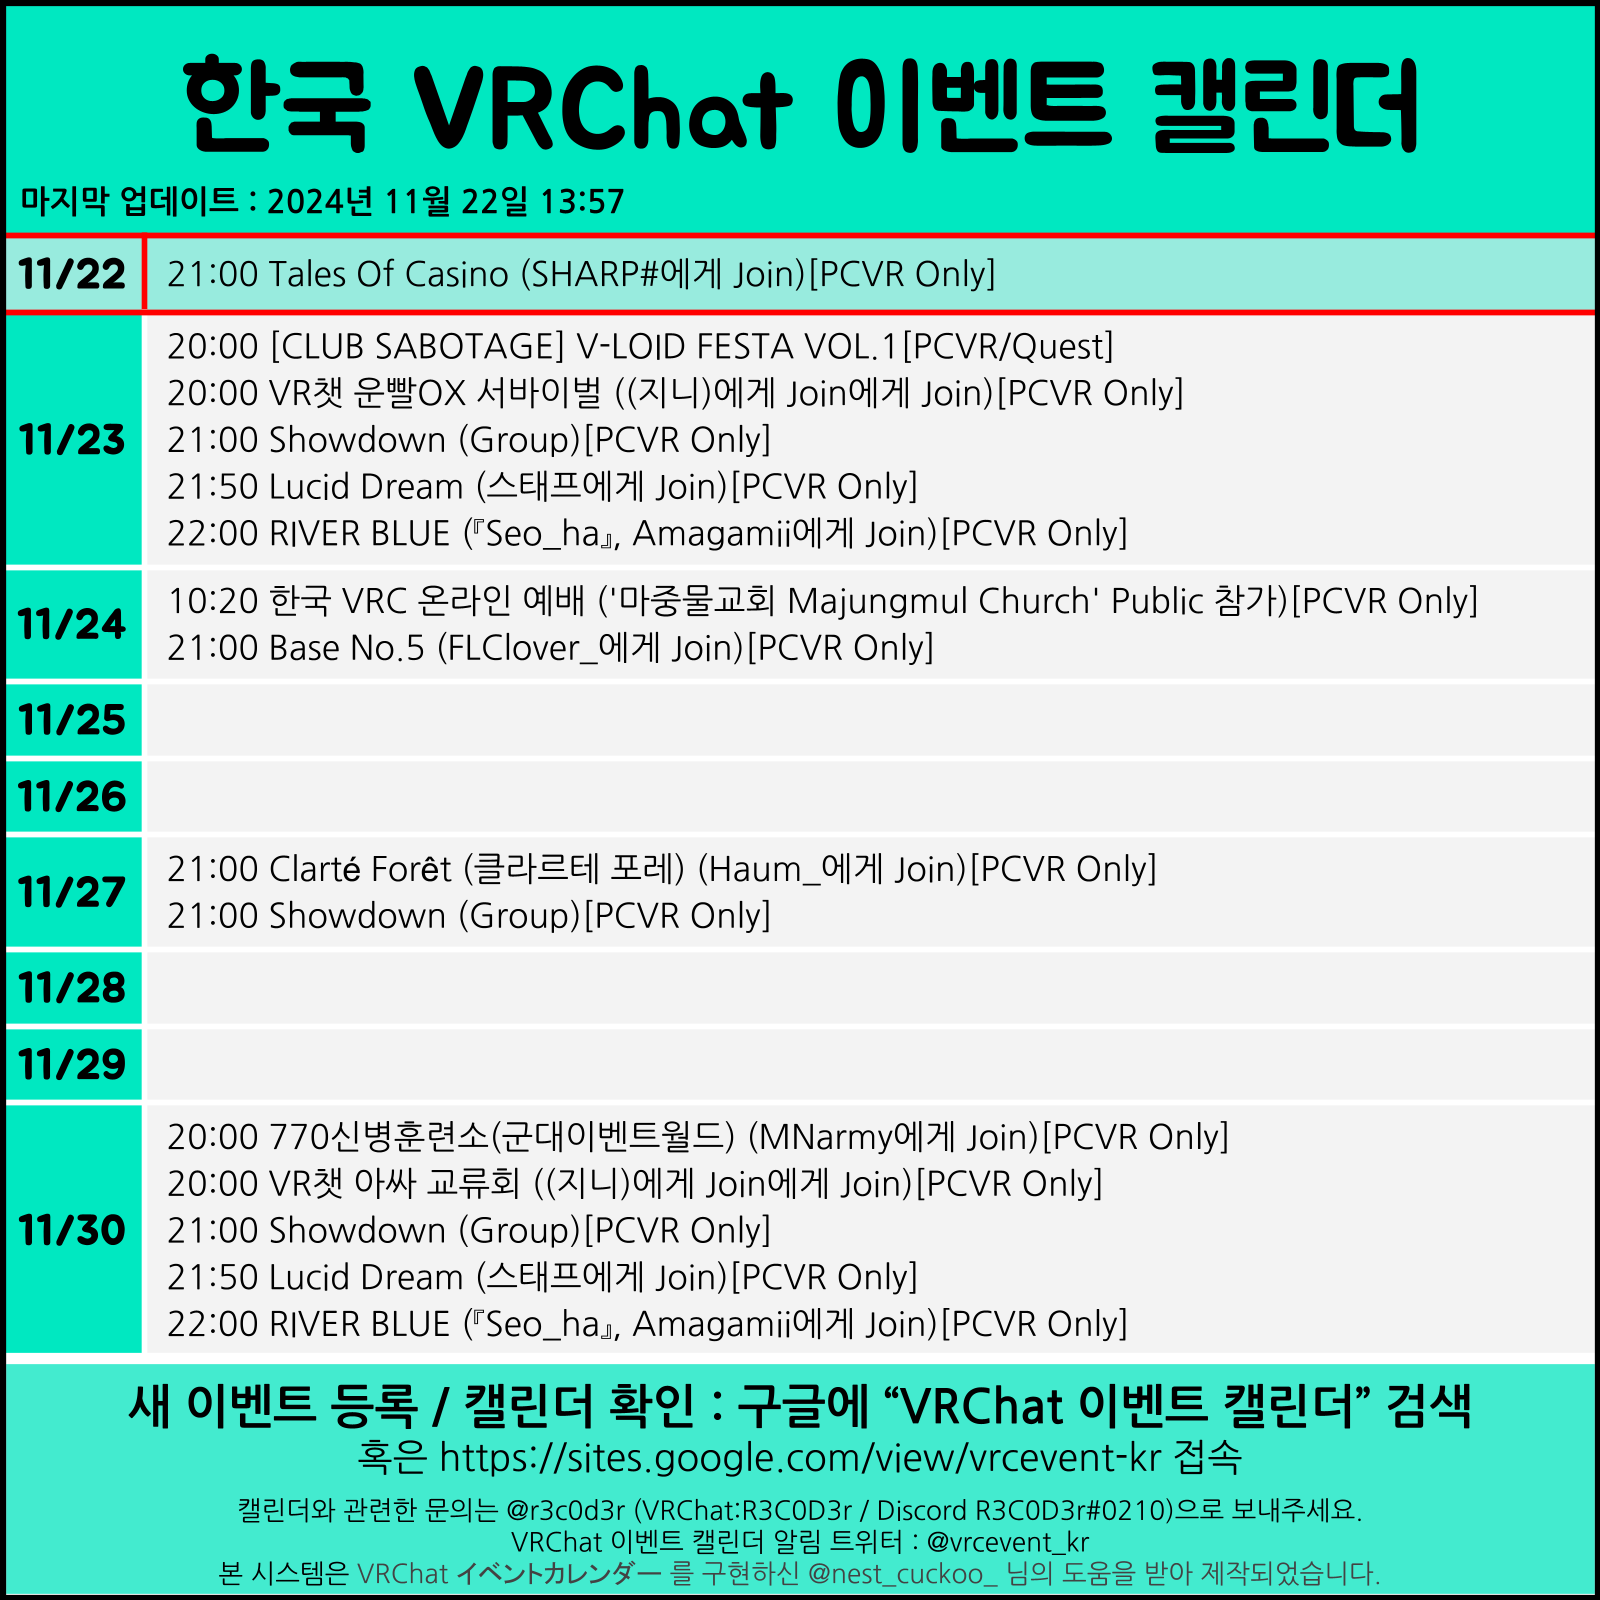 한국 VRChat 이벤트 캘린더
마지막 업데이트 : 2024년 11월 22일 13:57
11/22
21:00 Tales Of Casino (SHARP#에게 Join)[PCVR Only]
11/23
20:00 [CLUB SABOTAGE] V-LOID FESTA VOL.1[PCVR/Quest]
20:00 VR챗 운빨OX 서바이벌 ((지니)에게 Join에게 Join)[PCVR Only]
21:00 Showdown (Group)[PCVR Only]
21:50 Lucid Dream (스태프에게 Join)[PCVR Only]
22:00 RIVER BLUE (『Seo_ha』, Amagamii에게 Join)[PCVR Only]
11/24
10:20 한국 VRC 온라인 예배 ('마중물교회 Majungmul Church' Public 참가)[PCVR Only]
21:00 Base No.5 (FLClover_에게 Join)[PCVR Only]
11/25
11/26
11/27
21:00 Clarté Forêt (클라르테 포레) (Haum_에게 Join)[PCVR Only]
21:00 Showdown (Group)[PCVR Only]
11/28
11/29
11/30
20:00 770신병훈련소(군대이벤트월드) (MNarmy에게 Join)[PCVR Only]
20:00 VR챗 아싸 교류회 ((지니)에게 Join에게 Join)[PCVR Only]
21:00 Showdown (Group)[PCVR Only]
21:50 Lucid Dream (스태프에게 Join)[PCVR Only]
22:00 RIVER BLUE (『Seo_ha』, Amagamii에게 Join)[PCVR Only]
새 이벤트 등록 / 캘린더 확인 : 구글에 “VRChat 이벤트 캘린더” 검색
혹은 https://sites.google.com/view/vrcevent-kr 접속
캘린더와 관련한 문의는 @r3c0d3r (VRChat:R3C0D3r / Discord R3C0D3r#0210)으로 보내주세요.
VRChat 이벤트 캘린더 알림 트위터 : @vrcevent_kr
본 시스템은 VRChat イベントカレンダー 를 구현하신 @nest_cuckoo_ 님의 도움을 받아 제작되었습니다.